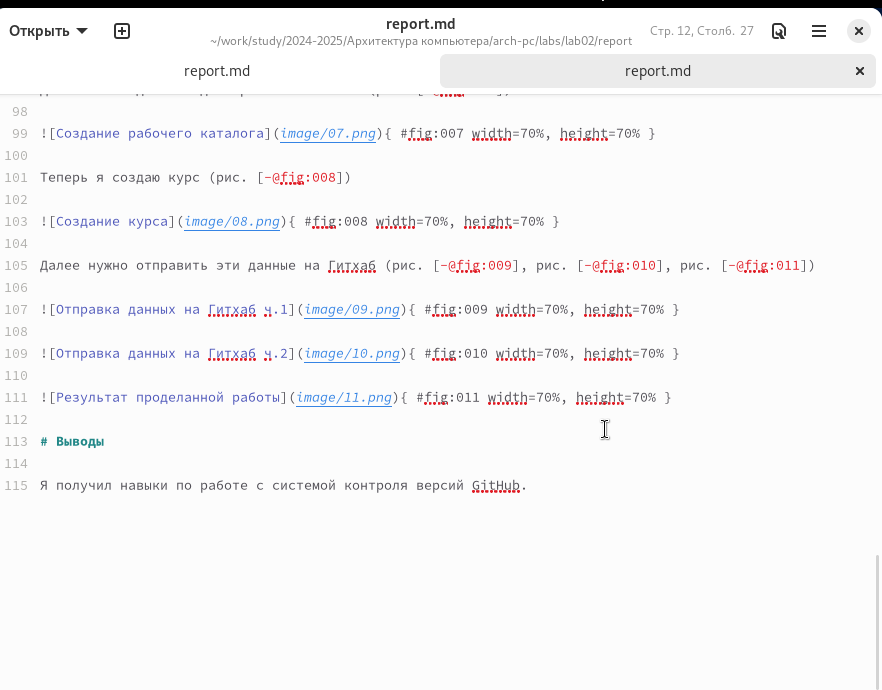 Открыть
report.md
~/work/study/2024-2025/Архитектура компьютера/arch-pc/labs/lab02/report
Стр. 12, Столб. 27
report.md
report.md
98
99 ![Создание рабочего каталога](image/07.png){ #fig:007 width=70%, height=70% }
100
101 Теперь я создаю курс (рис. [-@fig:008])
102
103 ![Создание курса](image/08.png){ #fig:008 width=70%, height=70% }
104
105 Далее нужно отправить эти данные на Гитхаб (рис. [-@fig:009], рис. [-@fig:010], рис. [-@fig:011])
106
107 ![Отправка данных на Гитхаб ч.1](image/09.png){ #fig:009 width=70%, height=70% }
108
109 ![Отправка данных на Гитхаб ч.2](image/10.png){ #fig:010 width=70%, height=70% }
110
111 ![Результат проделанной работы](image/11.png){ #fig:011 width=70%, height=70% }
112
113 # Выводы
114
115 Я получил навыки по работе с системой контроля версий GitHub.